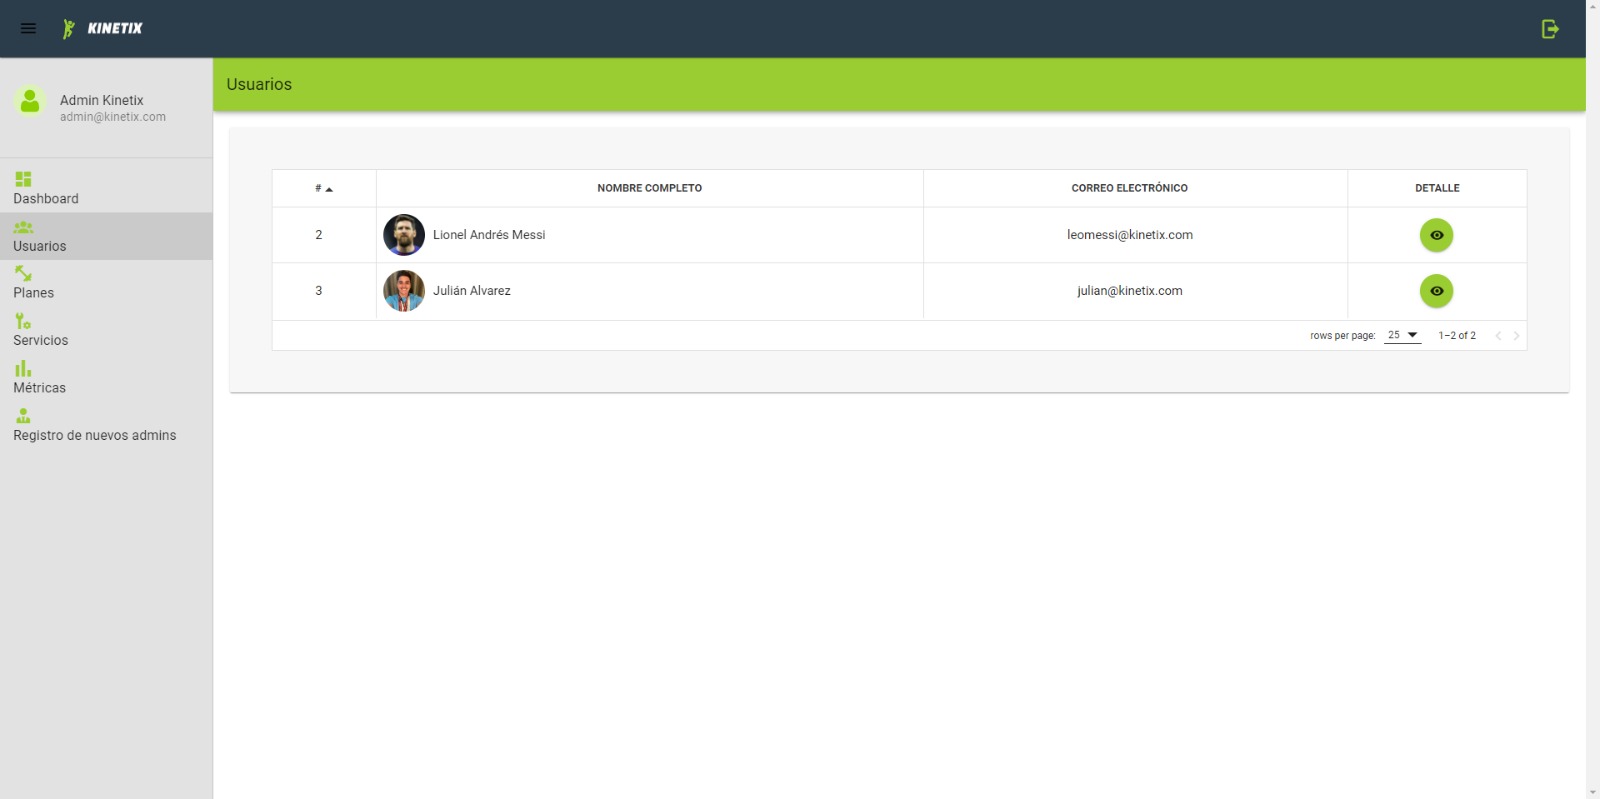 KINETIX
Admin Kinetix
admin@kinetix.com
Dashboard
Usuarios
Planes
Servicios
Métricas
Registro de nuevos admins
Usuarios
# NOMBRE COMPLETO CORREO ELECTRÓNICO DETALLE
2 Lionel Andrés Messi leomessi@kinetix.com
3 Julián Alvarez julian@kinetix.com
rows per page: 25 1–2 of 2